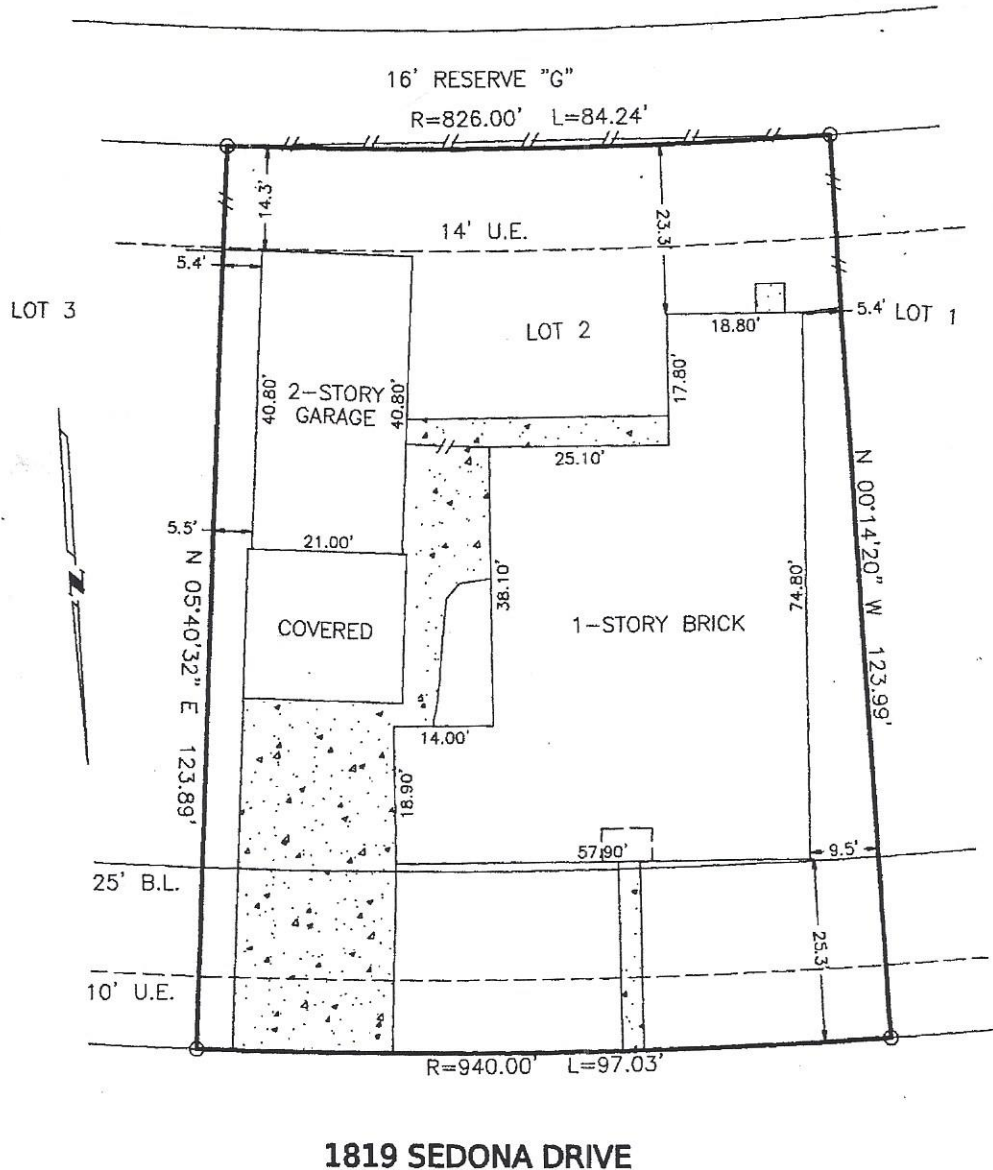 16' RESERVE "G"
R=826.00' L=84.24'
14.3'
23.3'
14' U.E.
5.4'
LOT 3
5.4' LOT 1
18.80'
LOT 2
17.80'
40.80'
2-STORY
GARAGE
40.80'
25.10'
N 00°14'20" W 123.99'
5.5'
21.00'
N 05°40'32" E 123.89'
N
38.10'
74.80'
COVERED
1-STORY BRICK
14.00'
18.90'
57.90'
9.5'
25' B.L.
25.3'
10' U.E.
R=940.00' L=97.03'
1819 SEDONA DRIVE